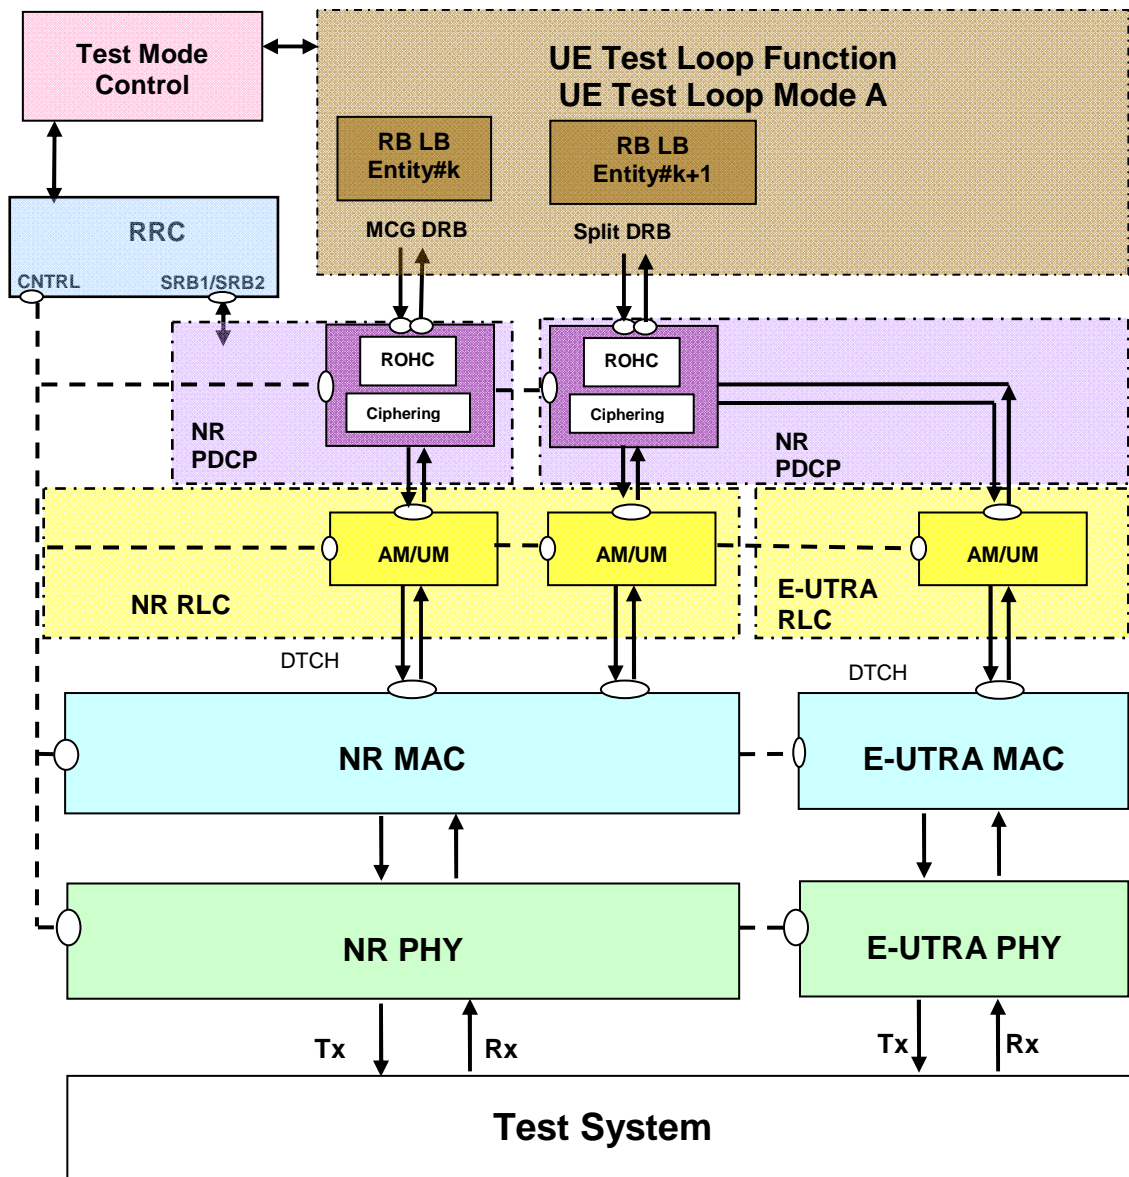 Test Mode
Control
UE Test Loop Function
UE Test Loop Mode A
RB LB
Entity#k
RB LB
Entity#k+1
MCG DRB
Split DRB
RRC
CNTRL
SRB1/SRB2
ROHC
Ciphering
NR
PDCP
ROHC
Ciphering
NR
PDCP
AM/UM
AM/UM
AM/UM
NR RLC
E-UTRA
RLC
DTCH
DTCH
NR MAC
E-UTRA MAC
NR PHY
E-UTRA PHY
Tx
Rx
Tx
Rx
Test System